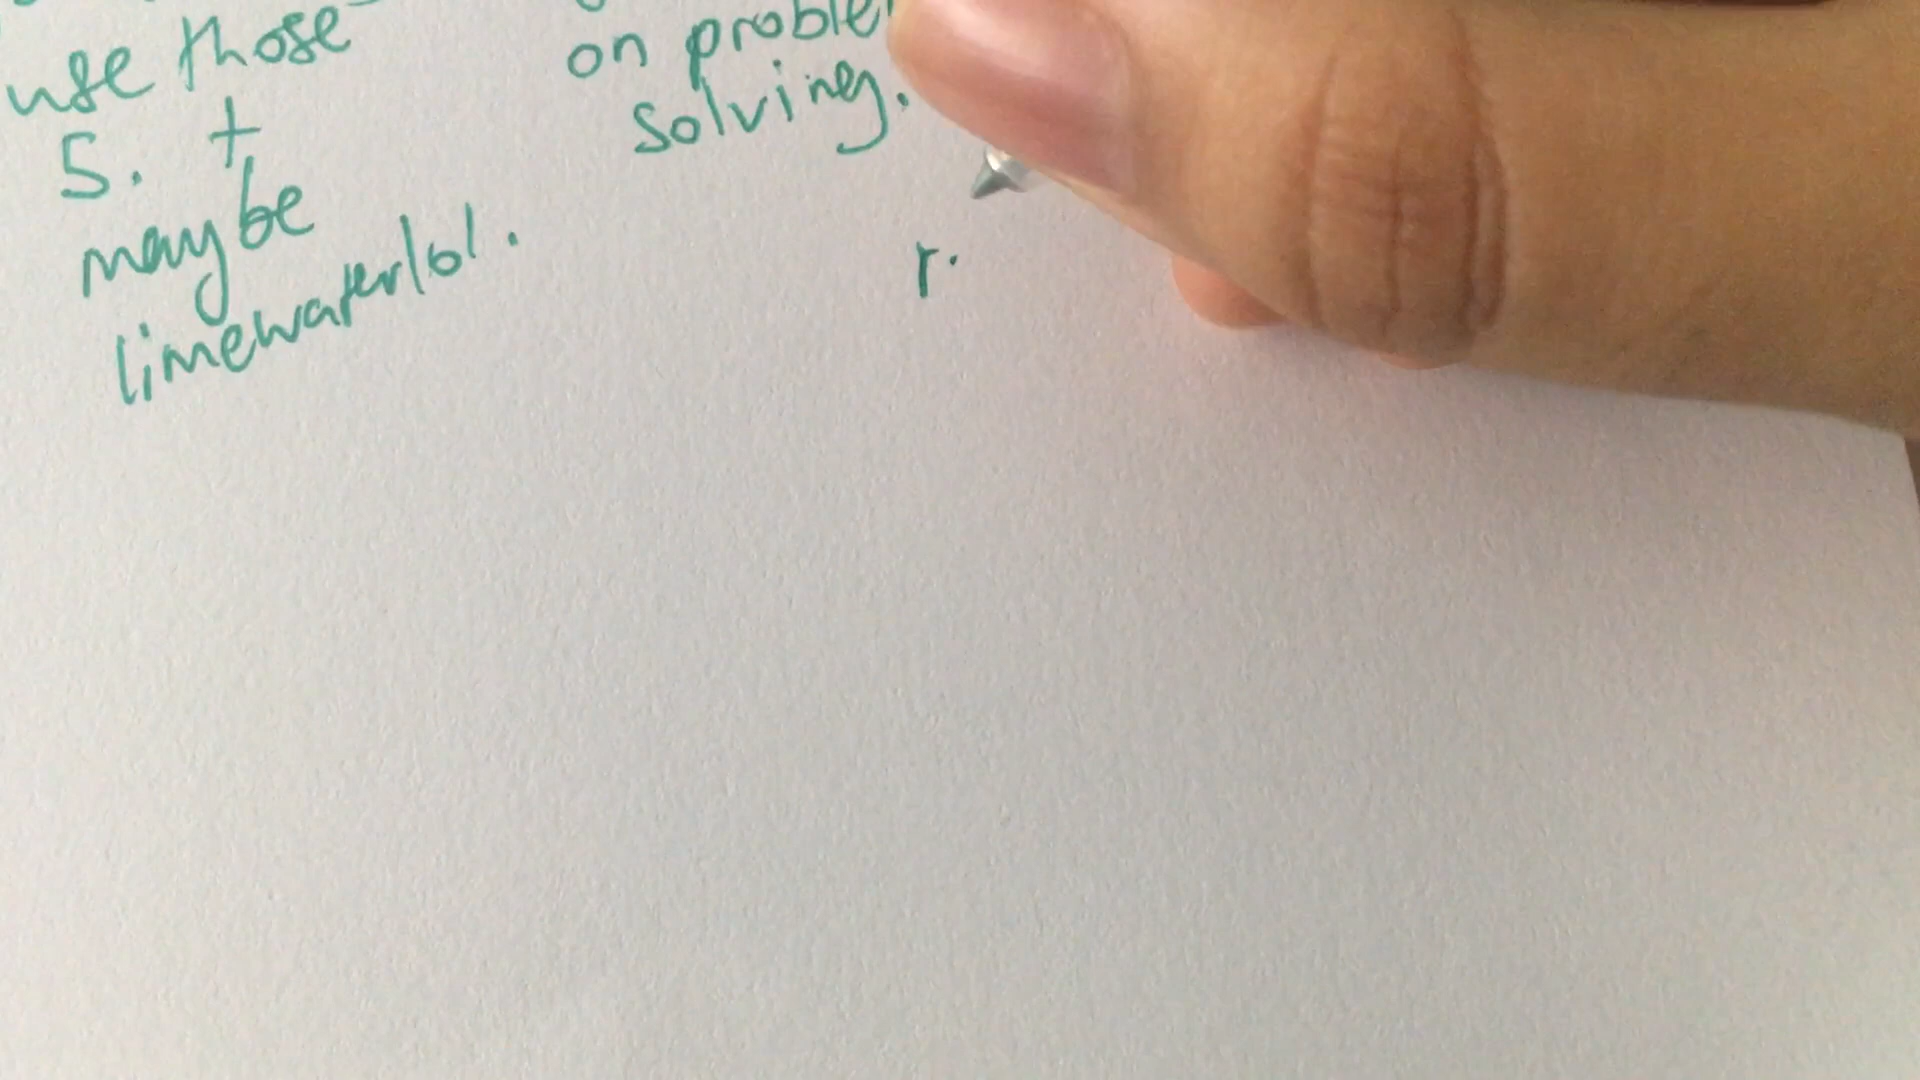 use those
5. +
maybe
limewater lol.
on proble
solving.
r.